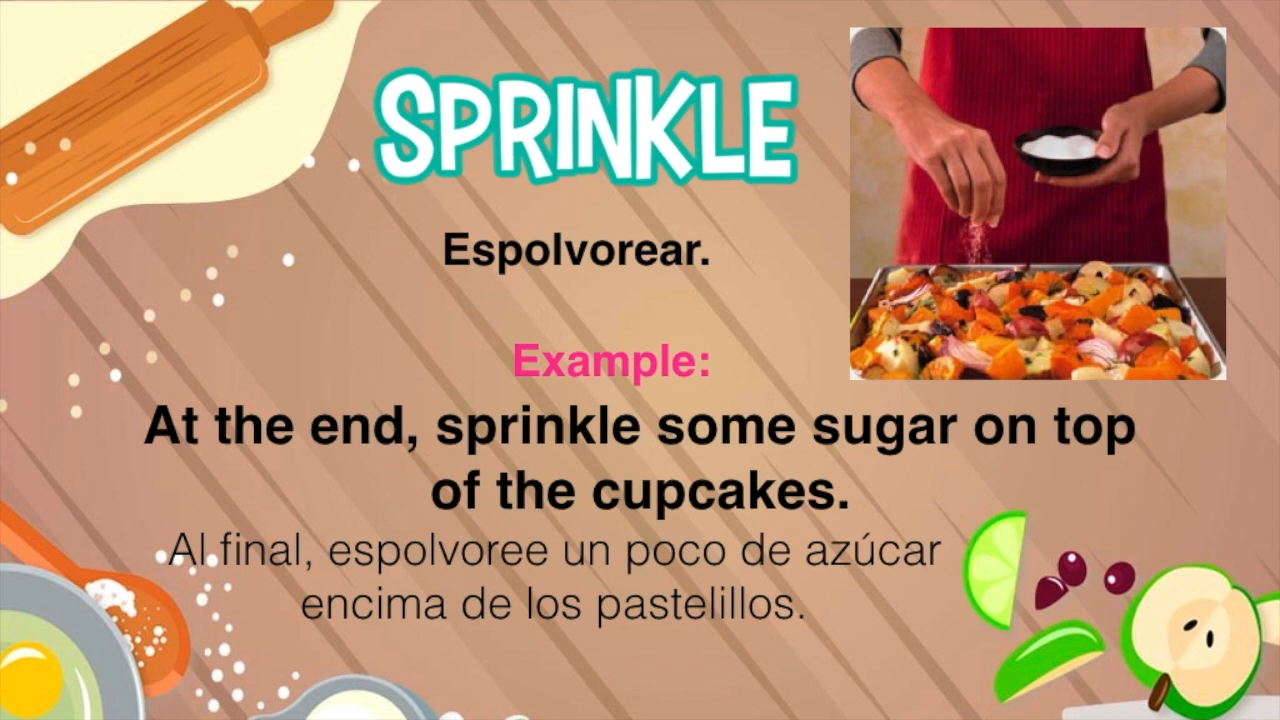 SPRINKLE
Espolvorear.
Example:
At the end, sprinkle some sugar on top
of the cupcakes.
Al final, espolvoree un poco de azúcar
encima de los pastelillos.